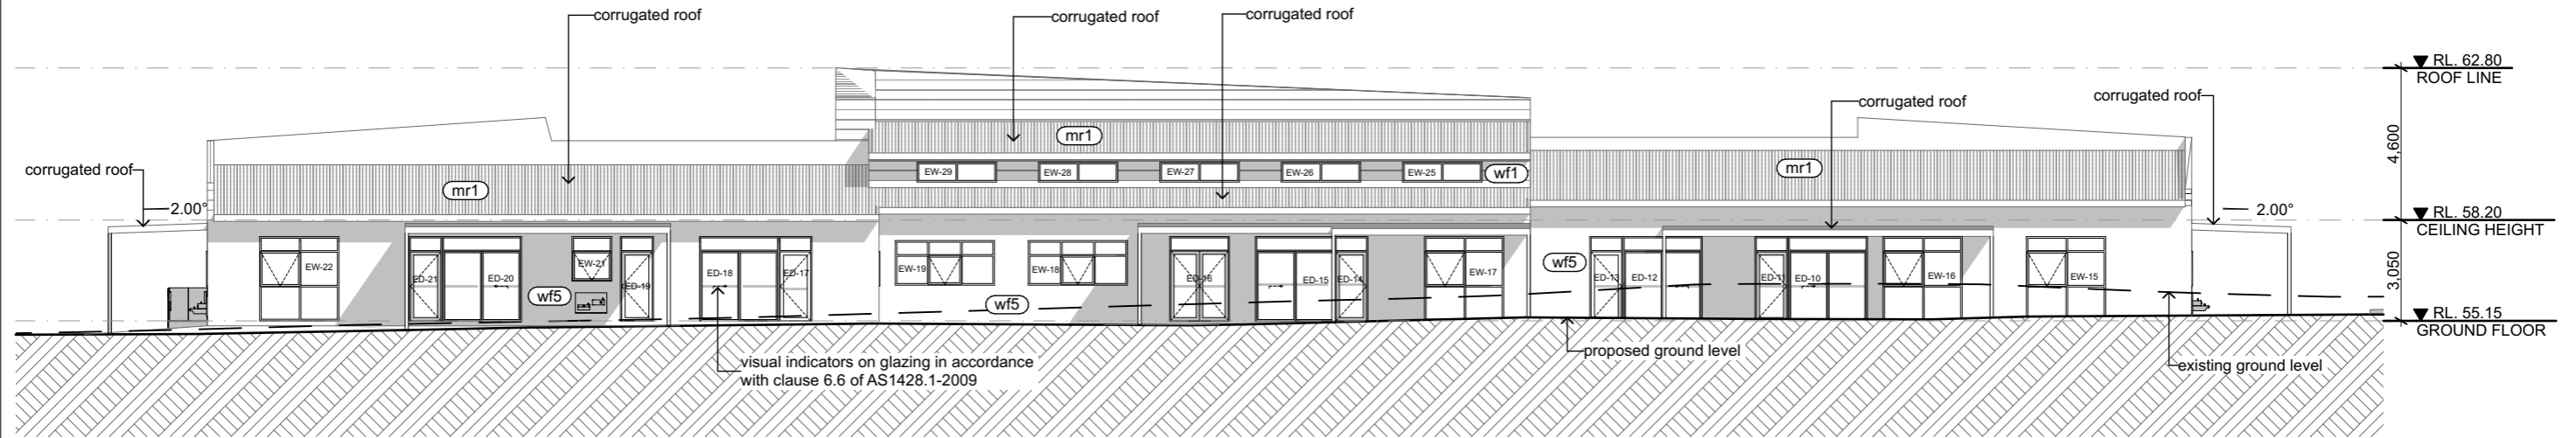 corrugated roof
corrugated roof
corrugated roof
RL. 62.80
ROOF LINE
corrugated roof
corrugated roof
mr1
4,600
corrugated roof
mr1
mr1
EW-29
EW-28
EW-27
EW-26
EW-25
wf1
2.00°
2.00°
RL. 58.20
CEILING HEIGHT
EW-22
ED-21
ED-20
EW-21
ED-19
wf5
ED-18
ED-17
EW-19
EW-18
wf5
ED-16
ED-15
ED-14
EW-17
wf5
ED-13
ED-12
ED-11
ED-10
EW-16
EW-15
3,050
RL. 55.15
GROUND FLOOR
visual indicators on glazing in accordance
with clause 6.6 of AS1428.1-2009
proposed ground level
existing ground level